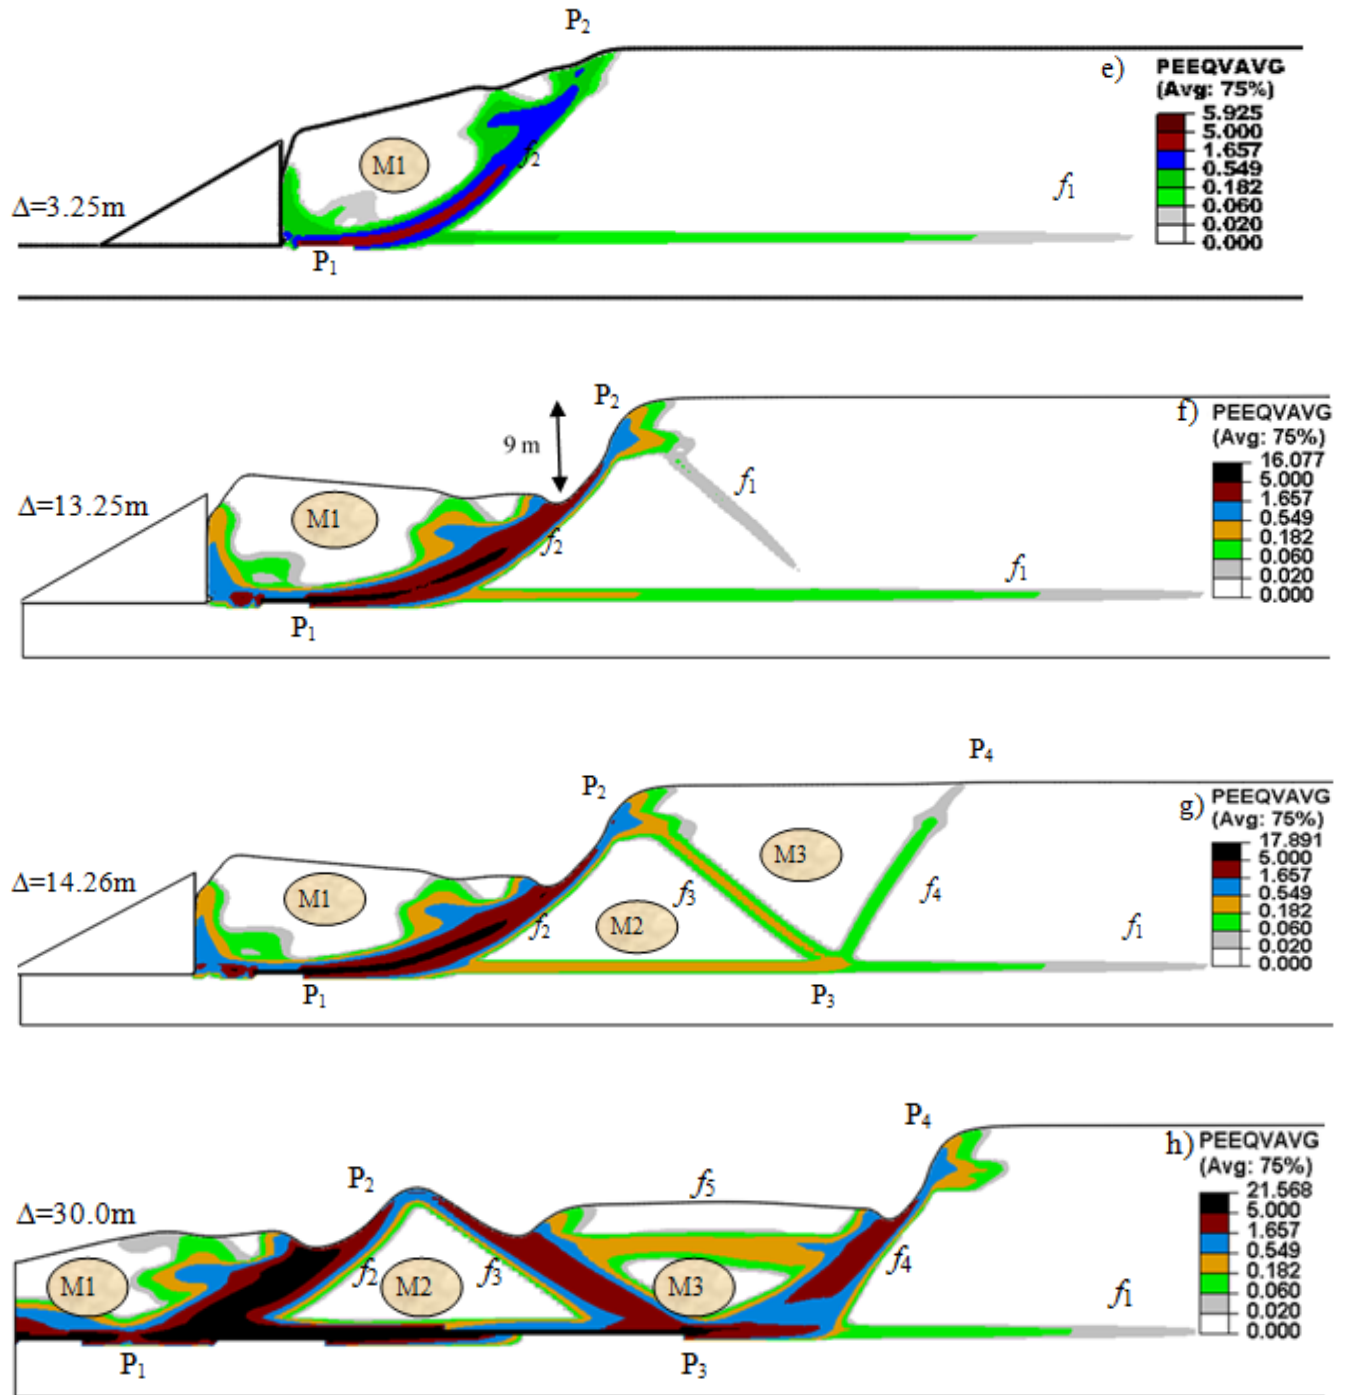 P2
e)
PEEQVAVG
(Avg: 75%)
5.925
5.000
1.657
0.549
0.182
0.060
0.020
0.000
M1
f2
f1
Δ=3.25m
P1
P2
f)
PEEQVAVG
(Avg: 75%)
16.077
5.000
1.657
0.549
0.182
0.060
0.020
0.000
9 m
f1
Δ=13.25m
M1
f2
f1
P1
P4
P2
g)
PEEQVAVG
(Avg: 75%)
17.891
5.000
1.657
0.549
0.182
0.060
0.020
0.000
M3
Δ=14.26m
M1
f3
f4
f2
M2
f1
P1
P3
P4
h)
PEEQVAVG
(Avg: 75%)
21.568
5.000
1.657
0.549
0.182
0.060
0.020
0.000
P2
f5
Δ=30.0m
f4
M1
f2
M2
f3
M3
f1
P1
P3